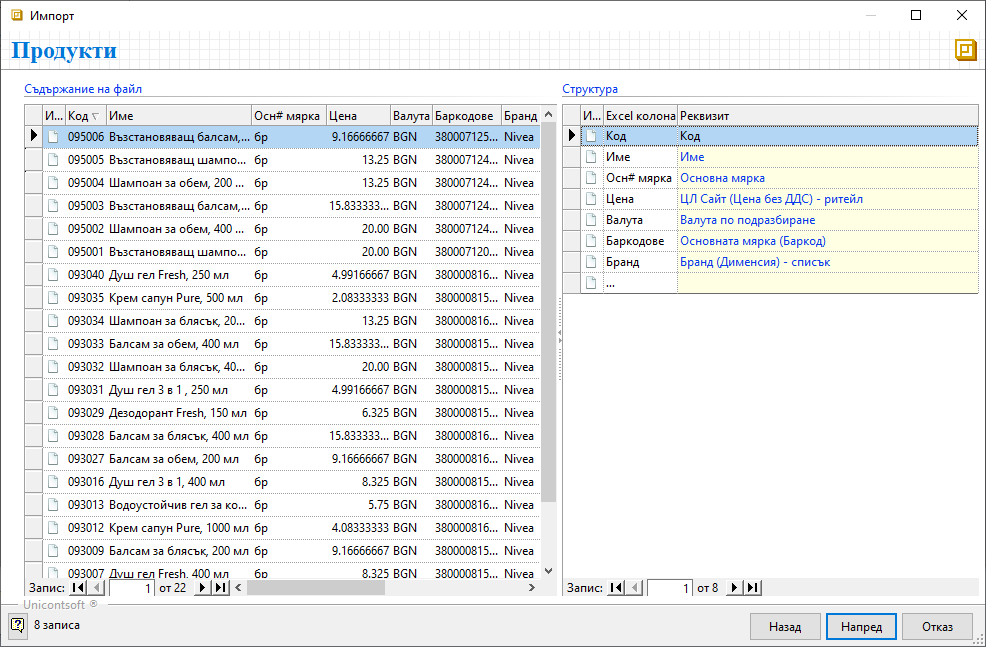 Импорт
Продукти
Съдържание на файл
И... Код Име Осн# мярка Цена Валута Баркодове Бранд
095006 Възстановяващ балсам,... бр 9.16666667 BGN 380007125... Nivea
095005 Възстановяващ шампо... бр 13.25 BGN 380007124... Nivea
095004 Шампоан за обем, 200 ... бр 13.25 BGN 380007124... Nivea
095003 Възстановяващ балсам,... бр 15.833333... BGN 380007124... Nivea
095002 Шампоан за обем, 400 ... бр 20.00 BGN 380007124... Nivea
095001 Възстановяващ шампо... бр 20.00 BGN 380007120... Nivea
093040 Душ гел Fresh, 250 мл бр 4.99166667 BGN 380000816... Nivea
093035 Крем сапун Pure, 500 мл бр 2.08333333 BGN 380000815... Nivea
093034 Шампоан за блясък, 20... бр 13.25 BGN 380000816... Nivea
093033 Балсам за обем, 400 мл бр 15.833333... BGN 380000815... Nivea
093032 Шампоан за блясък, 40... бр 20.00 BGN 380000815... Nivea
093031 Душ гел 3 в 1 , 250 мл бр 4.99166667 BGN 380000815... Nivea
093029 Дезодорант Fresh, 150 мл бр 6.325 BGN 380000815... Nivea
093028 Балсам за блясък, 400 мл бр 15.833333... BGN 380000816... Nivea
093027 Балсам за обем, 200 мл бр 9.16666667 BGN 380000815... Nivea
093016 Душ гел 3 в 1, 400 мл бр 8.325 BGN 380000815... Nivea
093013 Водоустойчив гел за ко... бр 5.75 BGN 380000815... Nivea
093012 Крем сапун Pure, 1000 мл бр 4.08333333 BGN 380000815... Nivea
093009 Балсам за блясък, 200 мл бр 9.16666667 BGN 380000815... Nivea
093007 Душ гел Fresh, 400 мл бр 8.325 BGN 380000815... Nivea
Запис: 1 от 22
Структура
И... Excel колона Реквизит
Код Код
Име Име
Осн# мярка Основна мярка
Цена ЦЛ Сайт (Цена без ДДС) - ритейл
Валута Валута по подразбиране
Баркодове Основната мярка (Баркод)
Бранд Бранд (Дименсия) - списък
...
Запис: 1 от 8
Unicontsoft ®
8 записа
Назад Напред Отказ